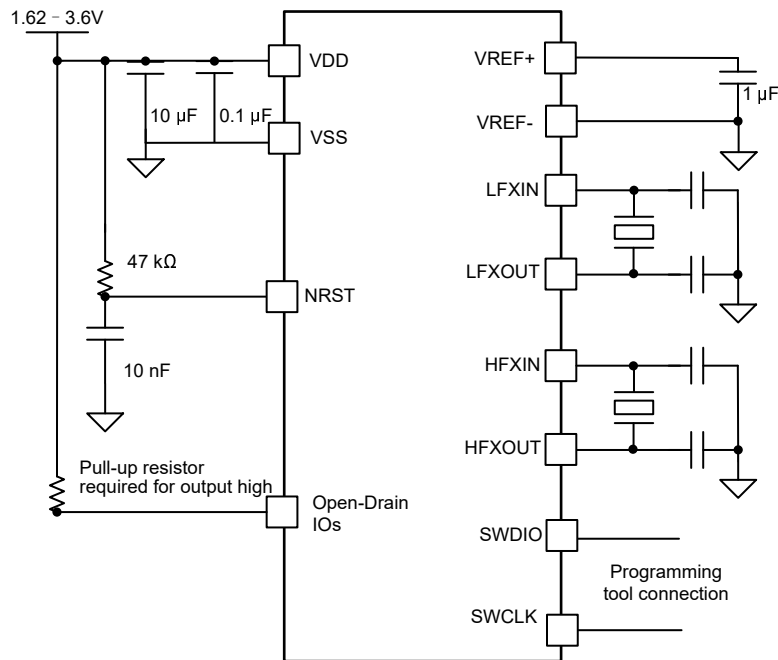 1.62 - 3.6V
VDD
10 µF
0.1 µF
VSS
47 kΩ
NRST
10 nF
Pull-up resistor
required for output high
Open-Drain
IOs
VREF+
1 µF
VREF-
LFXIN
LFXOUT
HFXIN
HFXOUT
SWDIO
Programming
tool connection
SWCLK